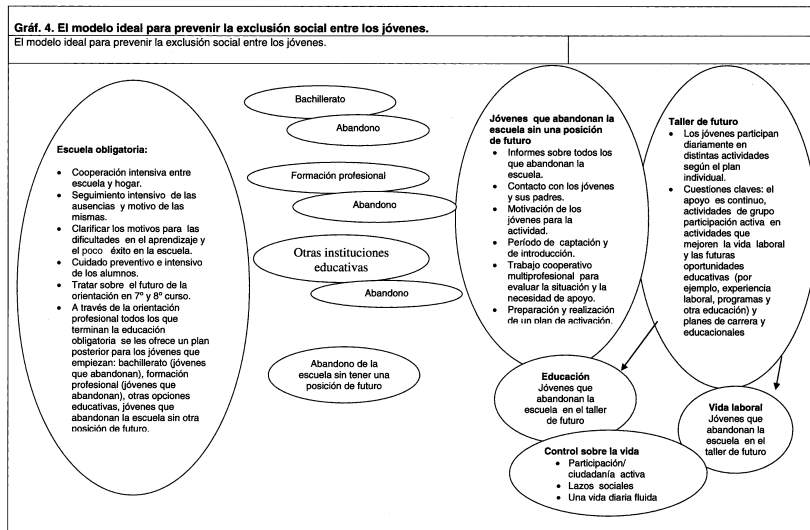 Gráf. 4. El modelo ideal para prevenir la exclusión social entre los jóvenes.
El modelo ideal para prevenir la exclusión social entre los jóvenes.
Escuela obligatoria:
• Cooperación intensiva entre
escuela y hogar.
• Seguimiento intensivo de las
ausencias y motivo de las
mismas.
• Clarificar los motivos para las
dificultades en el aprendizaje y
el poco éxito en la escuela.
• Cuidado preventivo e intensivo
de los alumnos.
• Tratar sobre el futuro de la
orientación en 7º y 8º curso.
• A través de la orientación
profesional todos los que
terminan la educación
obligatoria se les ofrece un plan
posterior para los jóvenes que
empiezan: bachillerato (jóvenes
que abandonan), formación
profesional (jóvenes que
abandonan), otras opciones
educativas, jóvenes que
abandonan la escuela sin otra
posición de futuro.
Bachillerato
Abandono
Formación profesional
Abandono
Otras instituciones
educativas
Abandono
Abandono de la
escuela sin tener una
posición de futuro
Jóvenes que abandonan la
escuela sin una posición
de futuro
• Informes sobre todos los
que abandonan la
escuela.
• Contacto con los jóvenes
y sus padres.
• Motivación de los
jóvenes para la
actividad.
• Período de captación y
de introducción.
• Trabajo cooperativo
multiprofesional para
evaluar la situación y la
necesidad de apoyo.
• Preparación y realización
de un plan de activación.
Taller de futuro
• Los jóvenes participan
diariamente en
distintas actividades
según el plan
individual.
• Cuestiones claves: el
apoyo es continuo,
actividades de grupo
participación activa en
actividades que
mejoren la vida laboral
y las futuras
oportunidades
educativas (por
ejemplo, experiencia
laboral, programas y
otra educación) y
planes de carrera y
educacionales
Educación
Jóvenes que
abandonan la
escuela en el taller
de futuro
Vida laboral
Jóvenes que
abandonan la
escuela en el
taller de futuro
Control sobre la vida
• Participación/
ciudadanía activa
• Lazos sociales
• Una vida diaria fluida